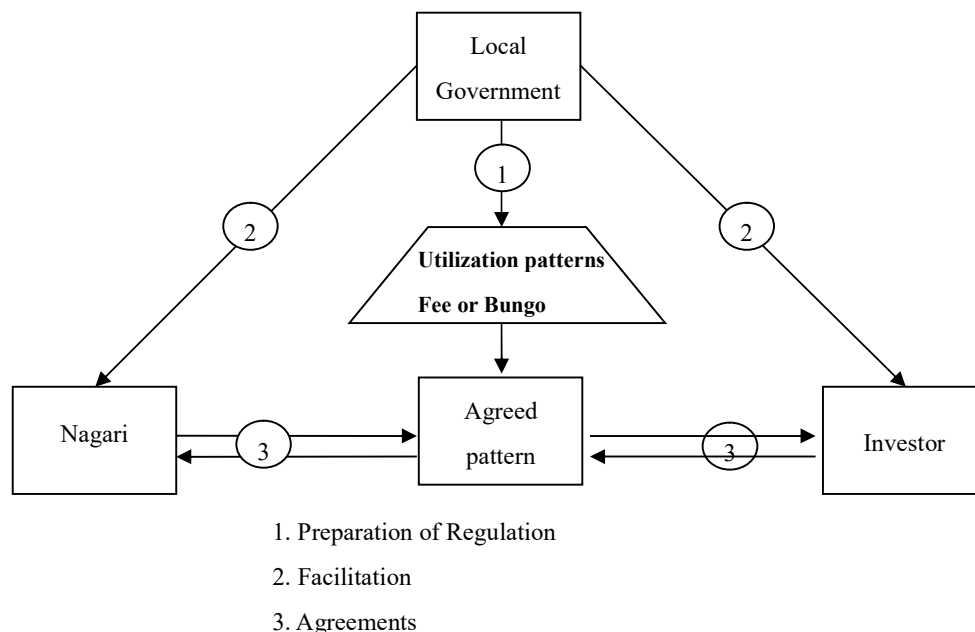 Local
Government
1
2
2
Utilization patterns
Fee or Bungo
Nagari
3
Agreed
pattern
3
Investor
1. Preparation of Regulation
2. Facilitation
3. Agreements